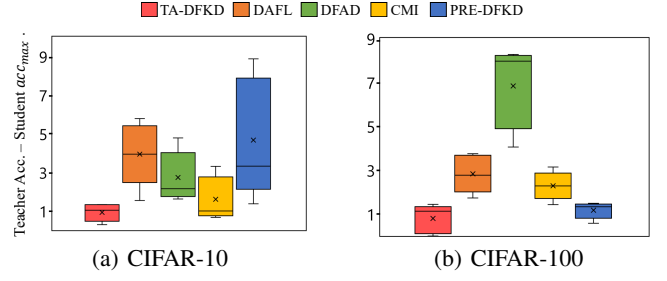 TA-DFKD DAFL DFAD CMI PRE-DFKD
Teacher Acc. – Student acc_max .
9
7
5
3
1
9
7
5
3
1
(a) CIFAR-10
(b) CIFAR-100